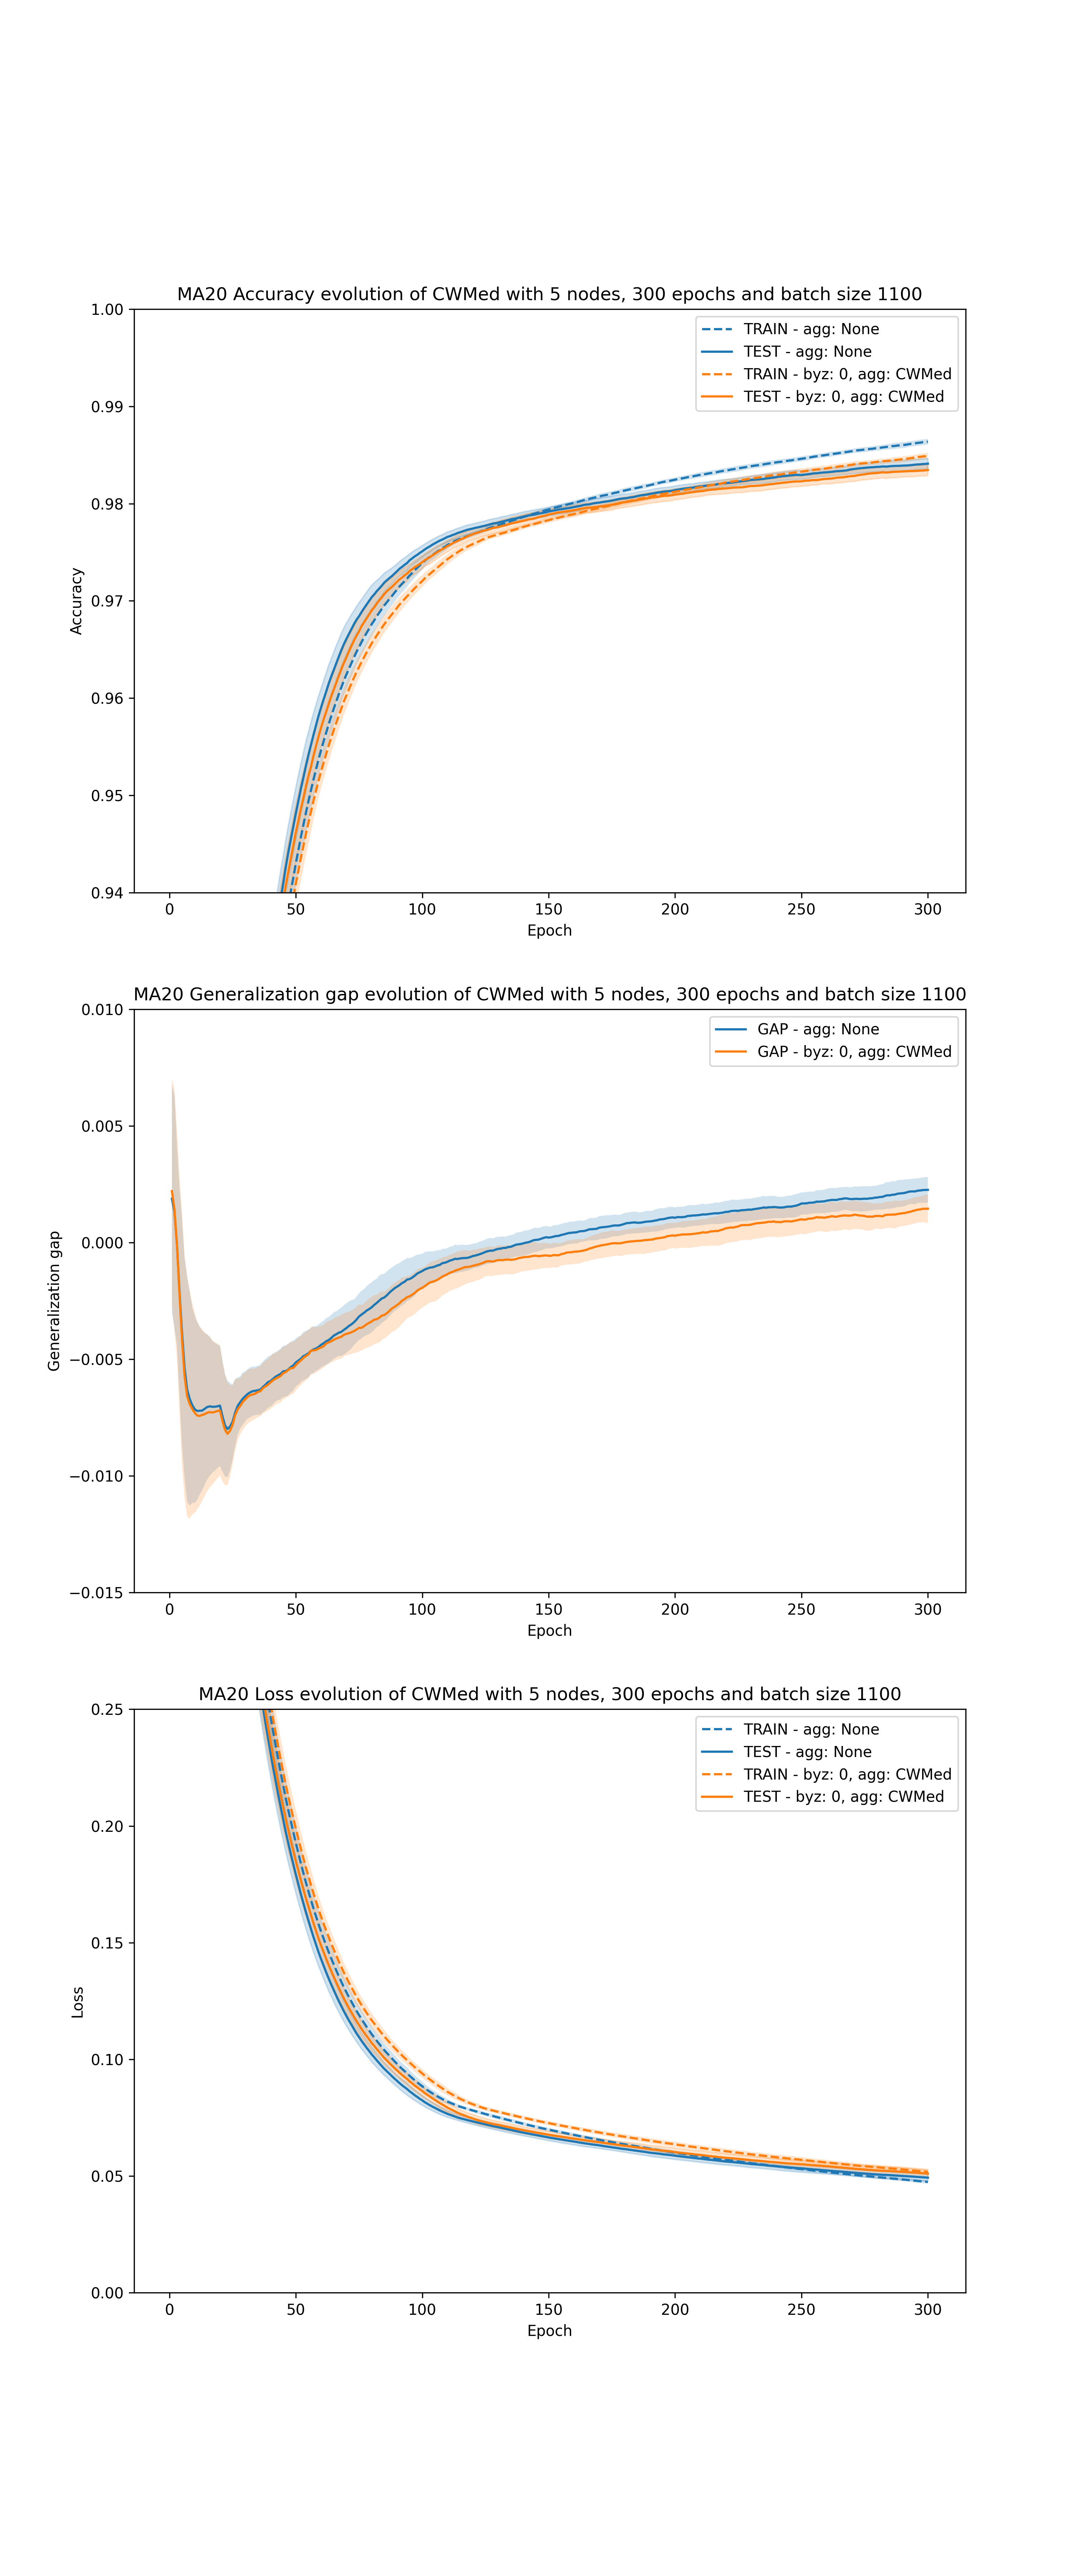 MA20 Accuracy evolution of CWMed with 5 nodes, 300 epochs and batch size 1100
1.00
0.99
0.98
0.97
0.96
0.95
0.94
Accuracy
TRAIN - agg: None
TEST - agg: None
TRAIN - byz: 0, agg: CWMed
TEST - byz: 0, agg: CWMed
0 50 100 150 200 250 300
Epoch
MA20 Generalization gap evolution of CWMed with 5 nodes, 300 epochs and batch size 1100
0.010
0.005
0.000
−0.005
−0.010
−0.015
Generalization gap
GAP - agg: None
GAP - byz: 0, agg: CWMed
0 50 100 150 200 250 300
Epoch
MA20 Loss evolution of CWMed with 5 nodes, 300 epochs and batch size 1100
0.25
0.20
0.15
0.10
0.05
0.00
Loss
TRAIN - agg: None
TEST - agg: None
TRAIN - byz: 0, agg: CWMed
TEST - byz: 0, agg: CWMed
0 50 100 150 200 250 300
Epoch